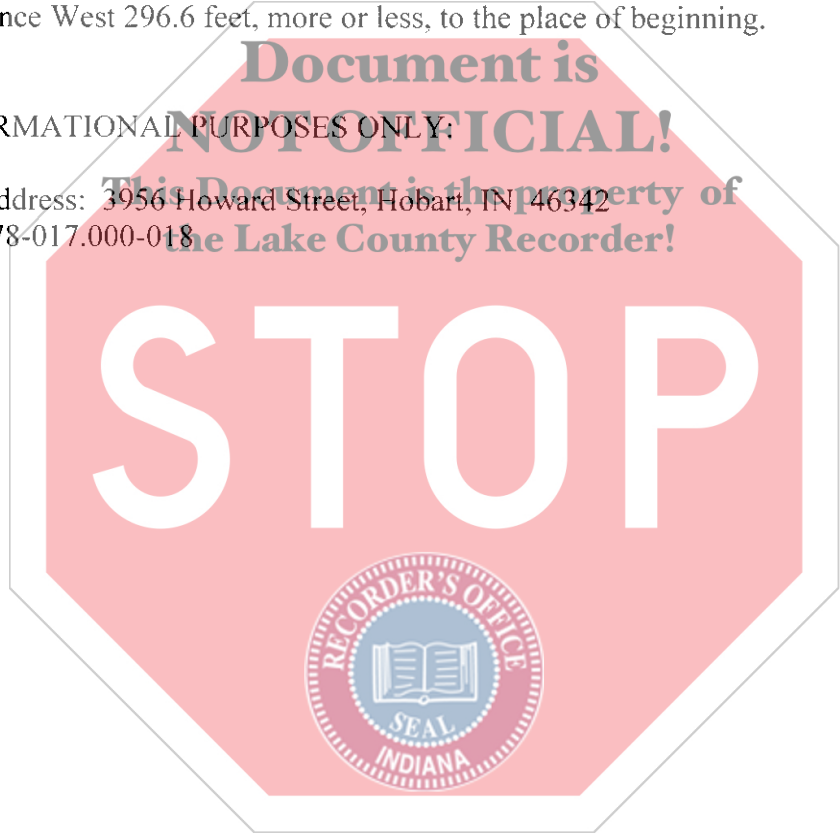 nce West 296.6 feet, more or less, to the place of beginning.
Document is
NOT OFFICIAL!
RMATIONAL PURPOSES ONLY:
This Document is the property of
ddress: 3956 Howard Street, Hobart, IN 46342
the Lake County Recorder!
78-017.000-018
STOP
RECORDER'S OFFICE
SEAL
INDIANA